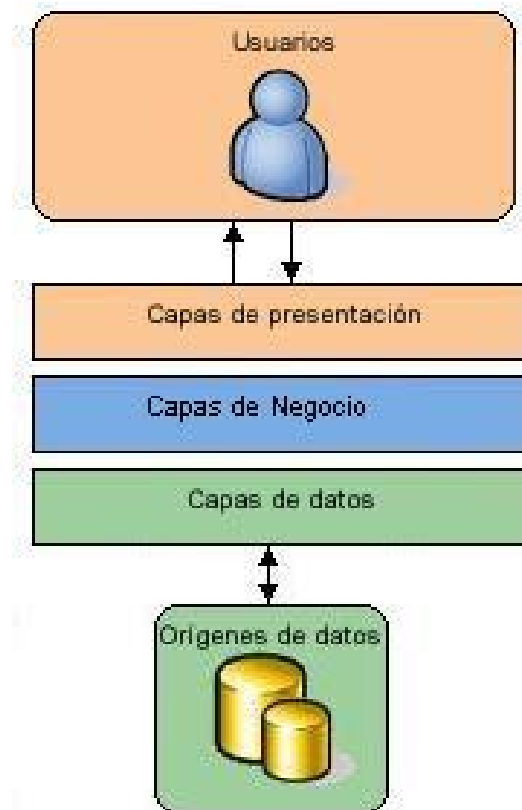 Usuarios
Capas de presentación
Capas de Negocio
Capas de datos
Orígenes de datos